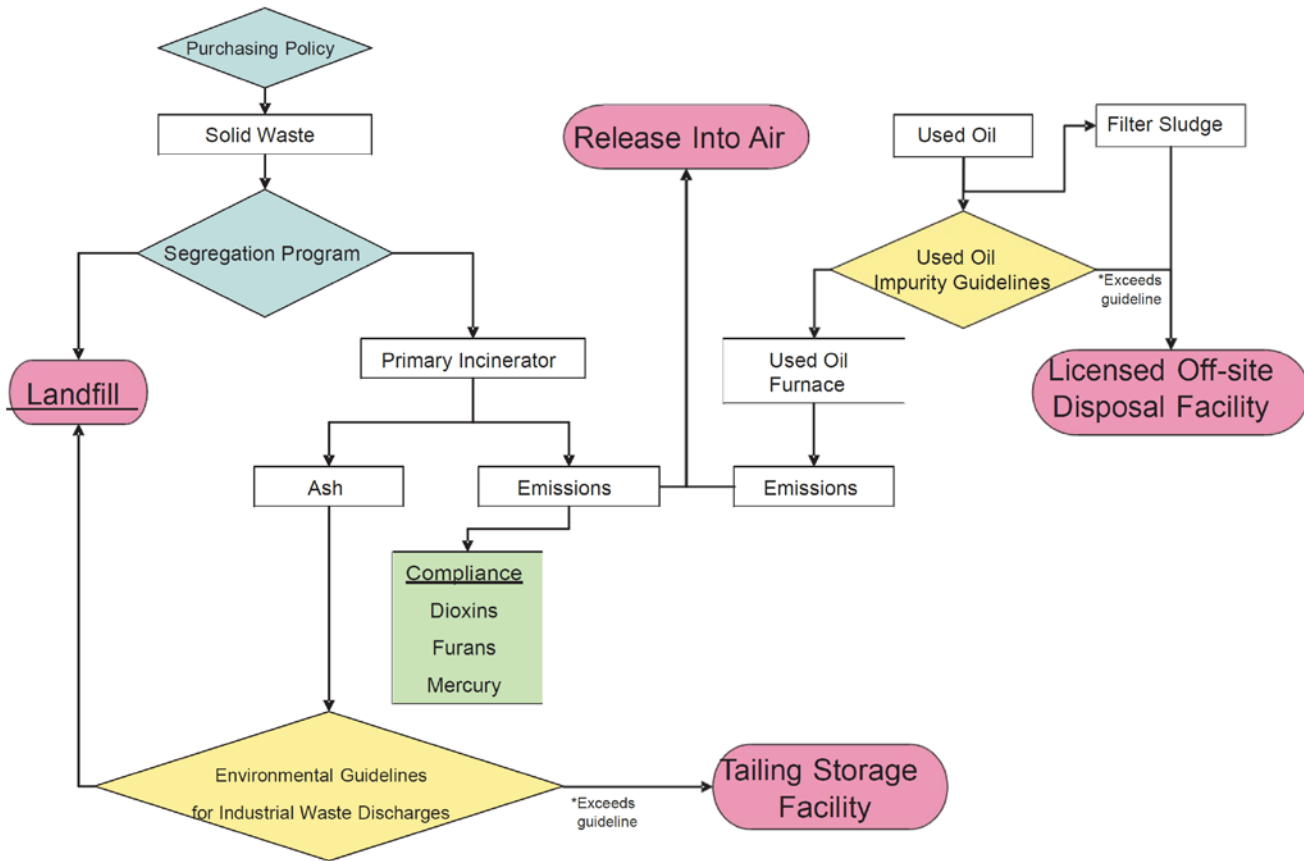 Purchasing Policy
Solid Waste
Segregation Program
Landfill
Primary Incinerator
Ash
Emissions
Compliance
Dioxins
Furans
Mercury
Environmental Guidelines
for Industrial Waste Discharges
*Exceeds
guideline
Tailing Storage
Facility
Release Into Air
Used Oil
Filter Sludge
Used Oil
Impurity Guidelines
*Exceeds
guideline
Used Oil
Furnace
Emissions
Licensed Off-site
Disposal Facility